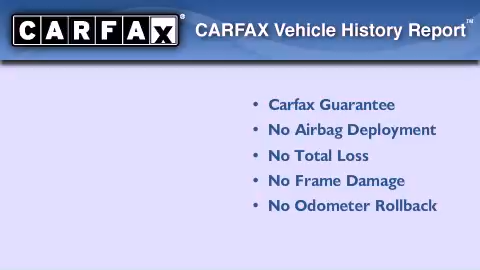 CARFAX® CARFAX Vehicle History Report™
• Carfax Guarantee
• No Airbag Deployment
• No Total Loss
• No Frame Damage
• No Odometer Rollback